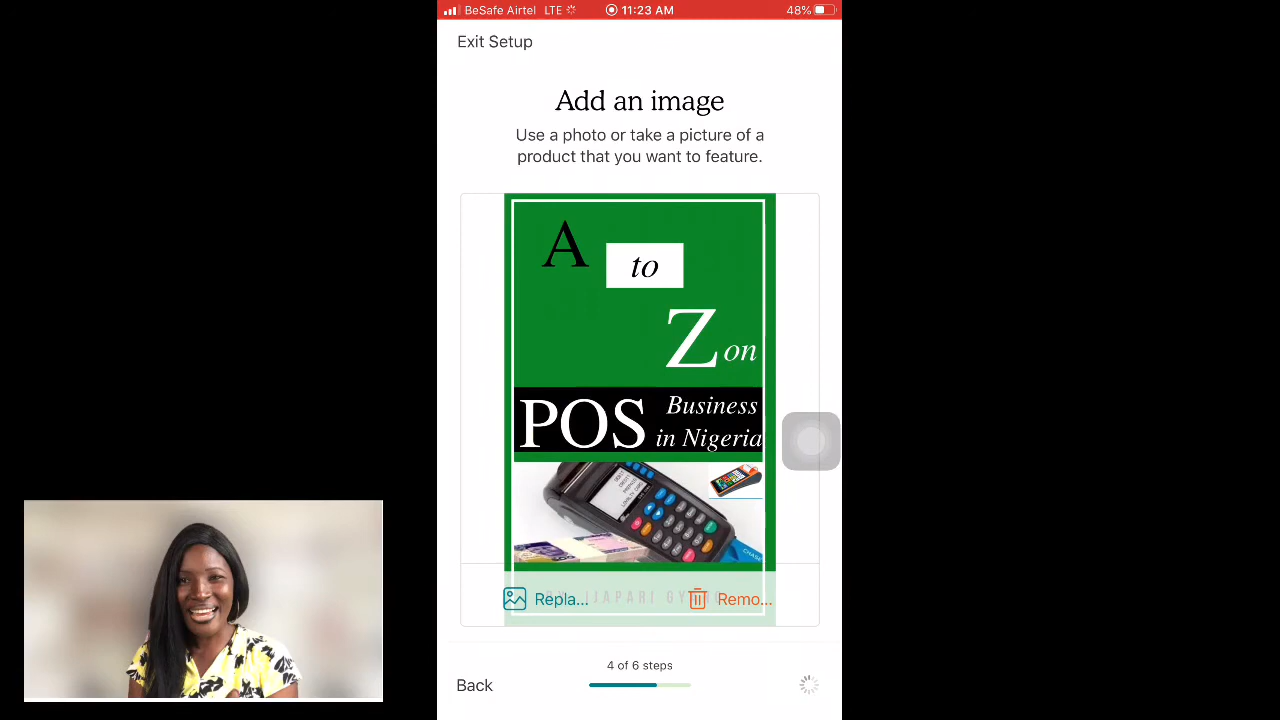 BeSafe Airtel LTE 11:23 AM 48%
Exit Setup
Add an image
Use a photo or take a picture of a
product that you want to feature.
A
to
Z on
POS Business
in Nigeria
Repla... Remo...
4 of 6 steps
Back